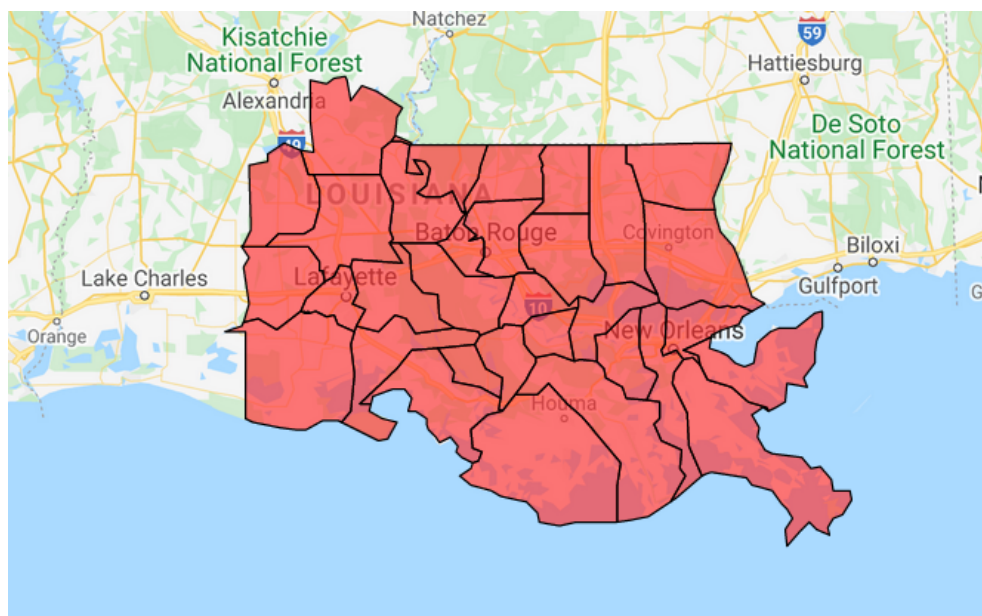 Natchez
59
Kisatchie
National Forest
Hattiesburg
Alexandria
De Soto
National Forest
49
LOUISIANA
Baton Rouge
Covington
Biloxi
Lake Charles
Lafayette
Gulfport
10
Orange
New Orleans
Houma